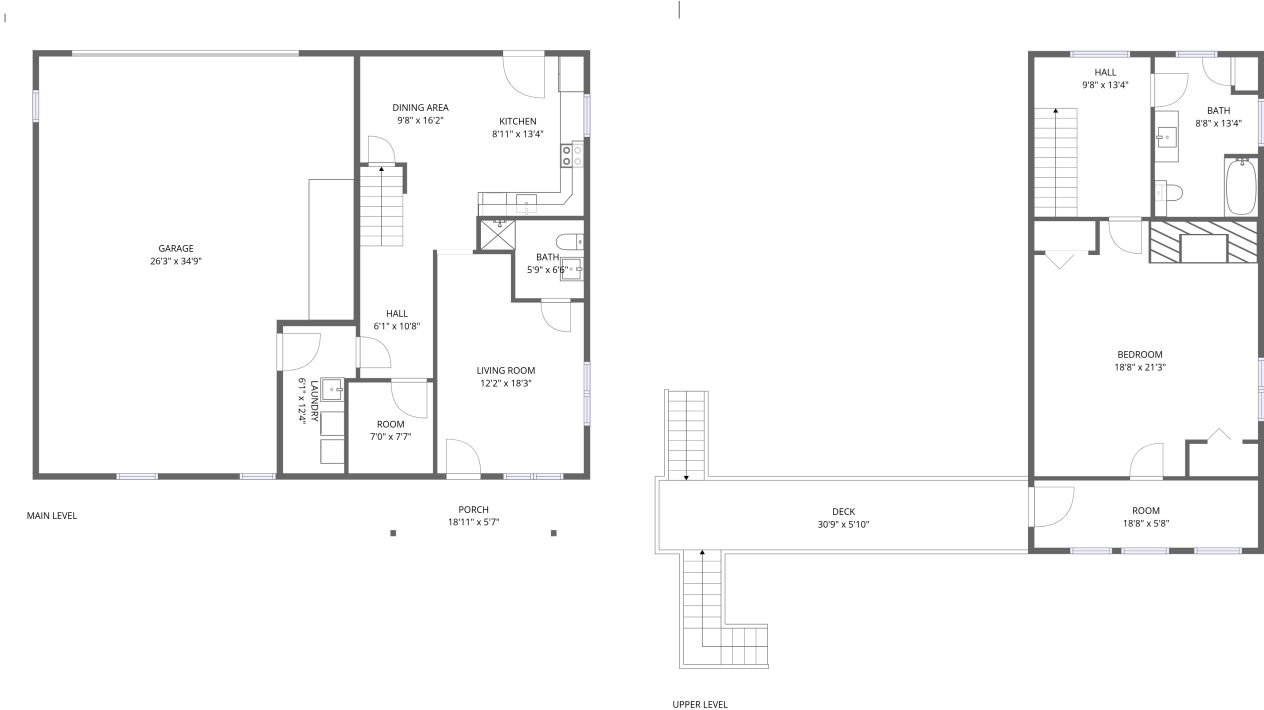 GARAGE
26'3" x 34'9"
DINING AREA
9'8" x 16'2"
KITCHEN
8'11" x 13'4"
BATH
5'9" x 6'6"
HALL
6'1" x 10'8"
LIVING ROOM
12'2" x 18'3"
LAUNDRY
6'1" x 12'4"
ROOM
7'0" x 7'7"
PORCH
18'11" x 5'7"
MAIN LEVEL
HALL
9'8" x 13'4"
BATH
8'8" x 13'4"
BEDROOM
18'8" x 21'3"
DECK
30'9" x 5'10"
ROOM
18'8" x 5'8"
UPPER LEVEL